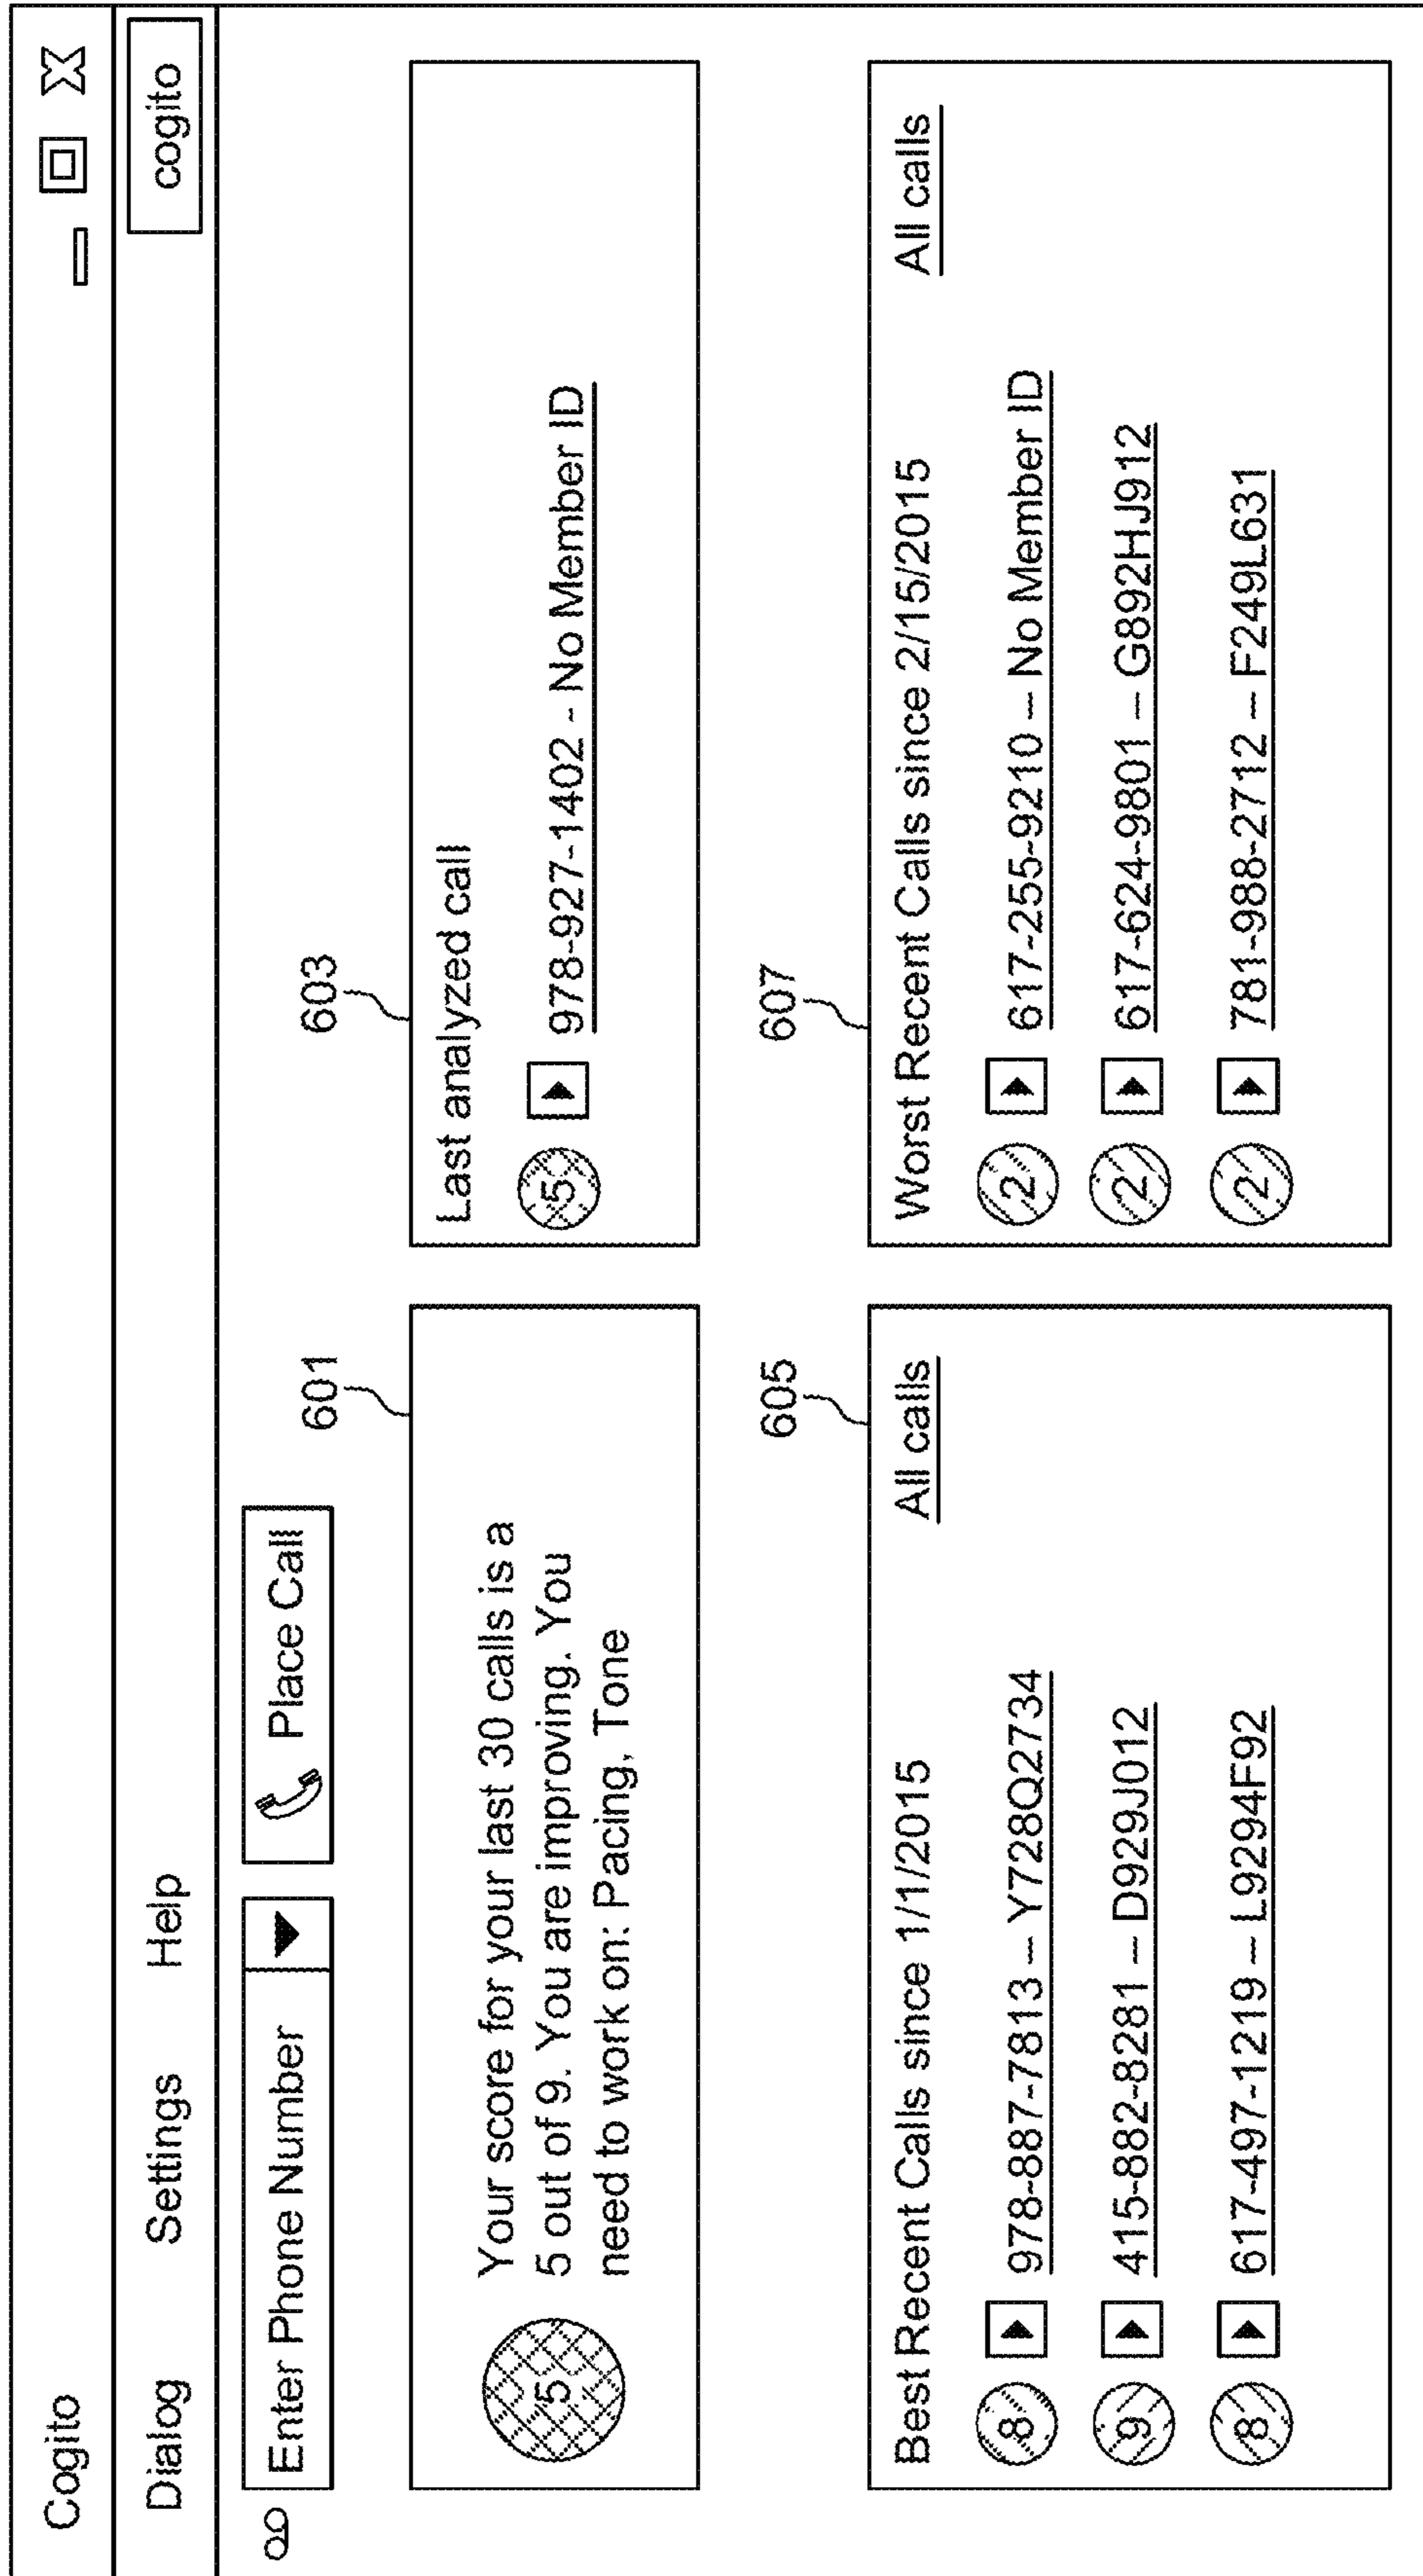 Cogito
Dialog Settings Help cogito
Enter Phone Number Place Call
601
603
5 Your score for your last 30 calls is a
5 out of 9. You are improving. You
need to work on: Pacing, Tone
Last analyzed call
5 978-927-1402 - No Member ID
605
607
Best Recent Calls since 1/1/2015 All calls
8 978-887-7813 – Y728Q2734
9 415-882-8281 – D929J012
8 617-497-1219 – L9294F92
Worst Recent Calls since 2/15/2015 All calls
2 617-255-9210 – No Member ID
2 617-624-9801 – G892HJ912
2 781-988-2712 – F249L631